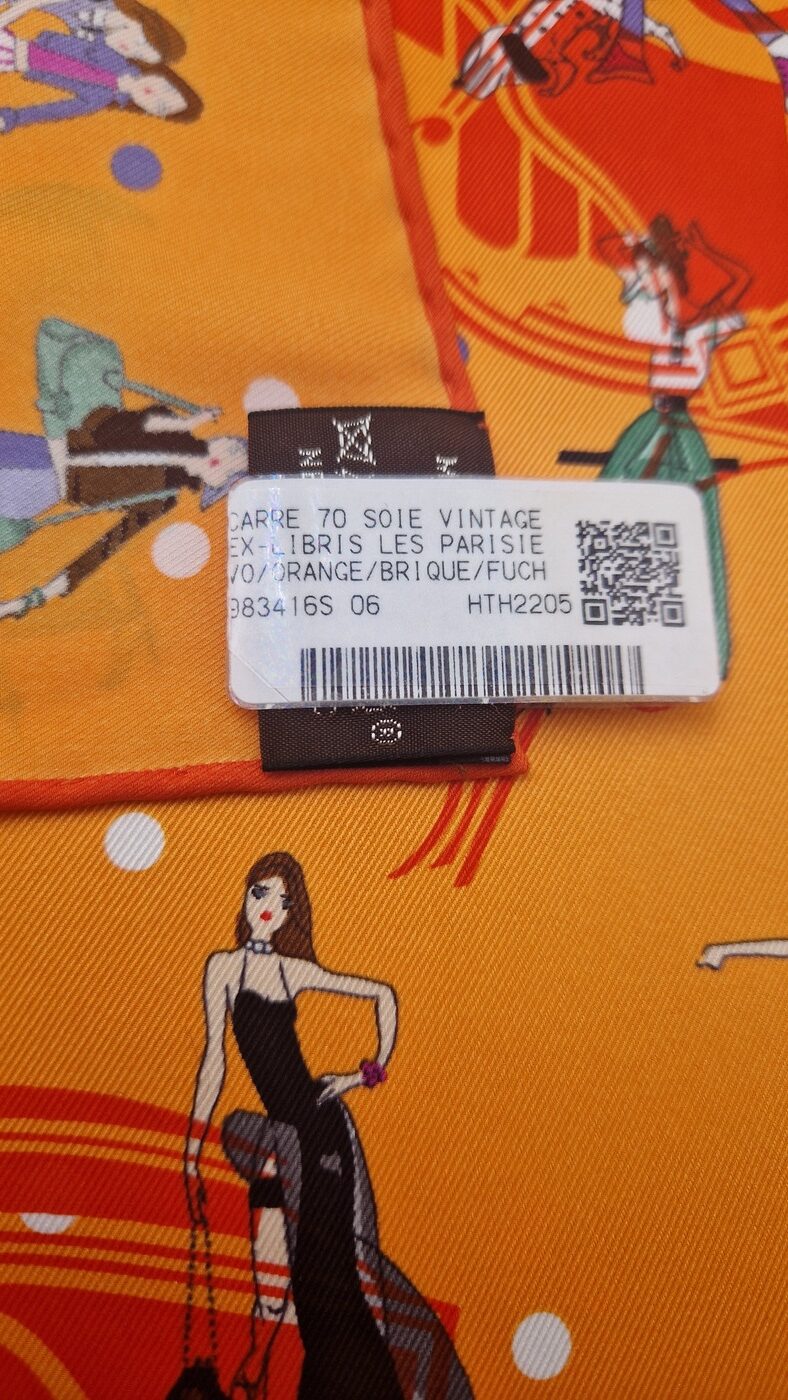 CARRE 70 SOIE VINTAGE
EX-LIBRIS LES PARISIE
VO/ORANGE/BRIQUE/FUCH
983416S 06 HTH2205